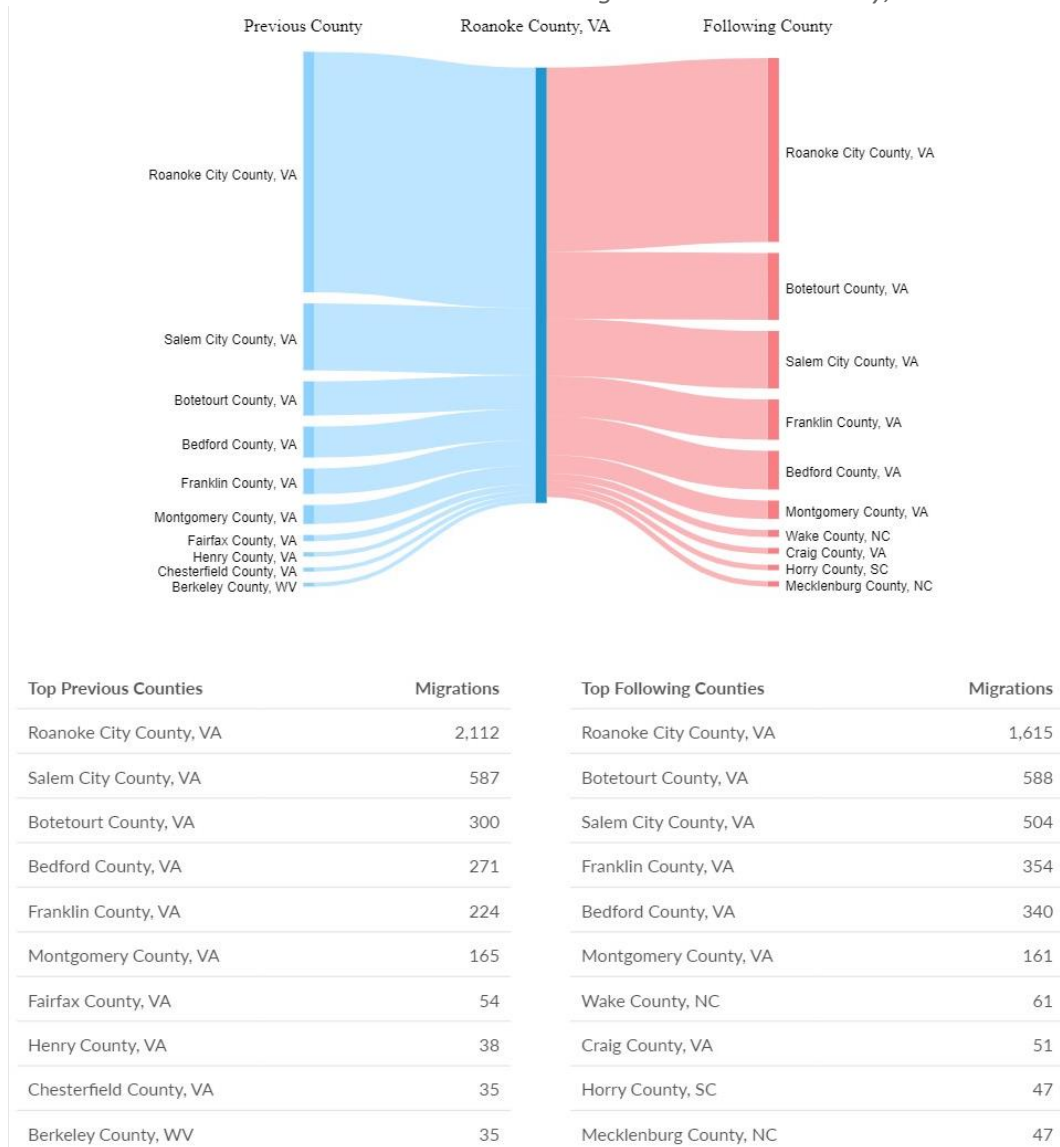 Previous County Roanoke County, VA Following County
Roanoke City County, VA
Salem City County, VA
Botetourt County, VA
Bedford County, VA
Franklin County, VA
Montgomery County, VA
Fairfax County, VA
Henry County, VA
Chesterfield County, VA
Berkeley County, WV
Roanoke City County, VA
Botetourt County, VA
Salem City County, VA
Franklin County, VA
Bedford County, VA
Montgomery County, VA
Wake County, NC
Craig County, VA
Horry County, SC
Mecklenburg County, NC
Top Previous Counties Migrations
Roanoke City County, VA 2,112
Salem City County, VA 587
Botetourt County, VA 300
Bedford County, VA 271
Franklin County, VA 224
Montgomery County, VA 165
Fairfax County, VA 54
Henry County, VA 38
Chesterfield County, VA 35
Berkeley County, WV 35
Top Following Counties Migrations
Roanoke City County, VA 1,615
Botetourt County, VA 588
Salem City County, VA 504
Franklin County, VA 354
Bedford County, VA 340
Montgomery County, VA 161
Wake County, NC 61
Craig County, VA 51
Horry County, SC 47
Mecklenburg County, NC 47